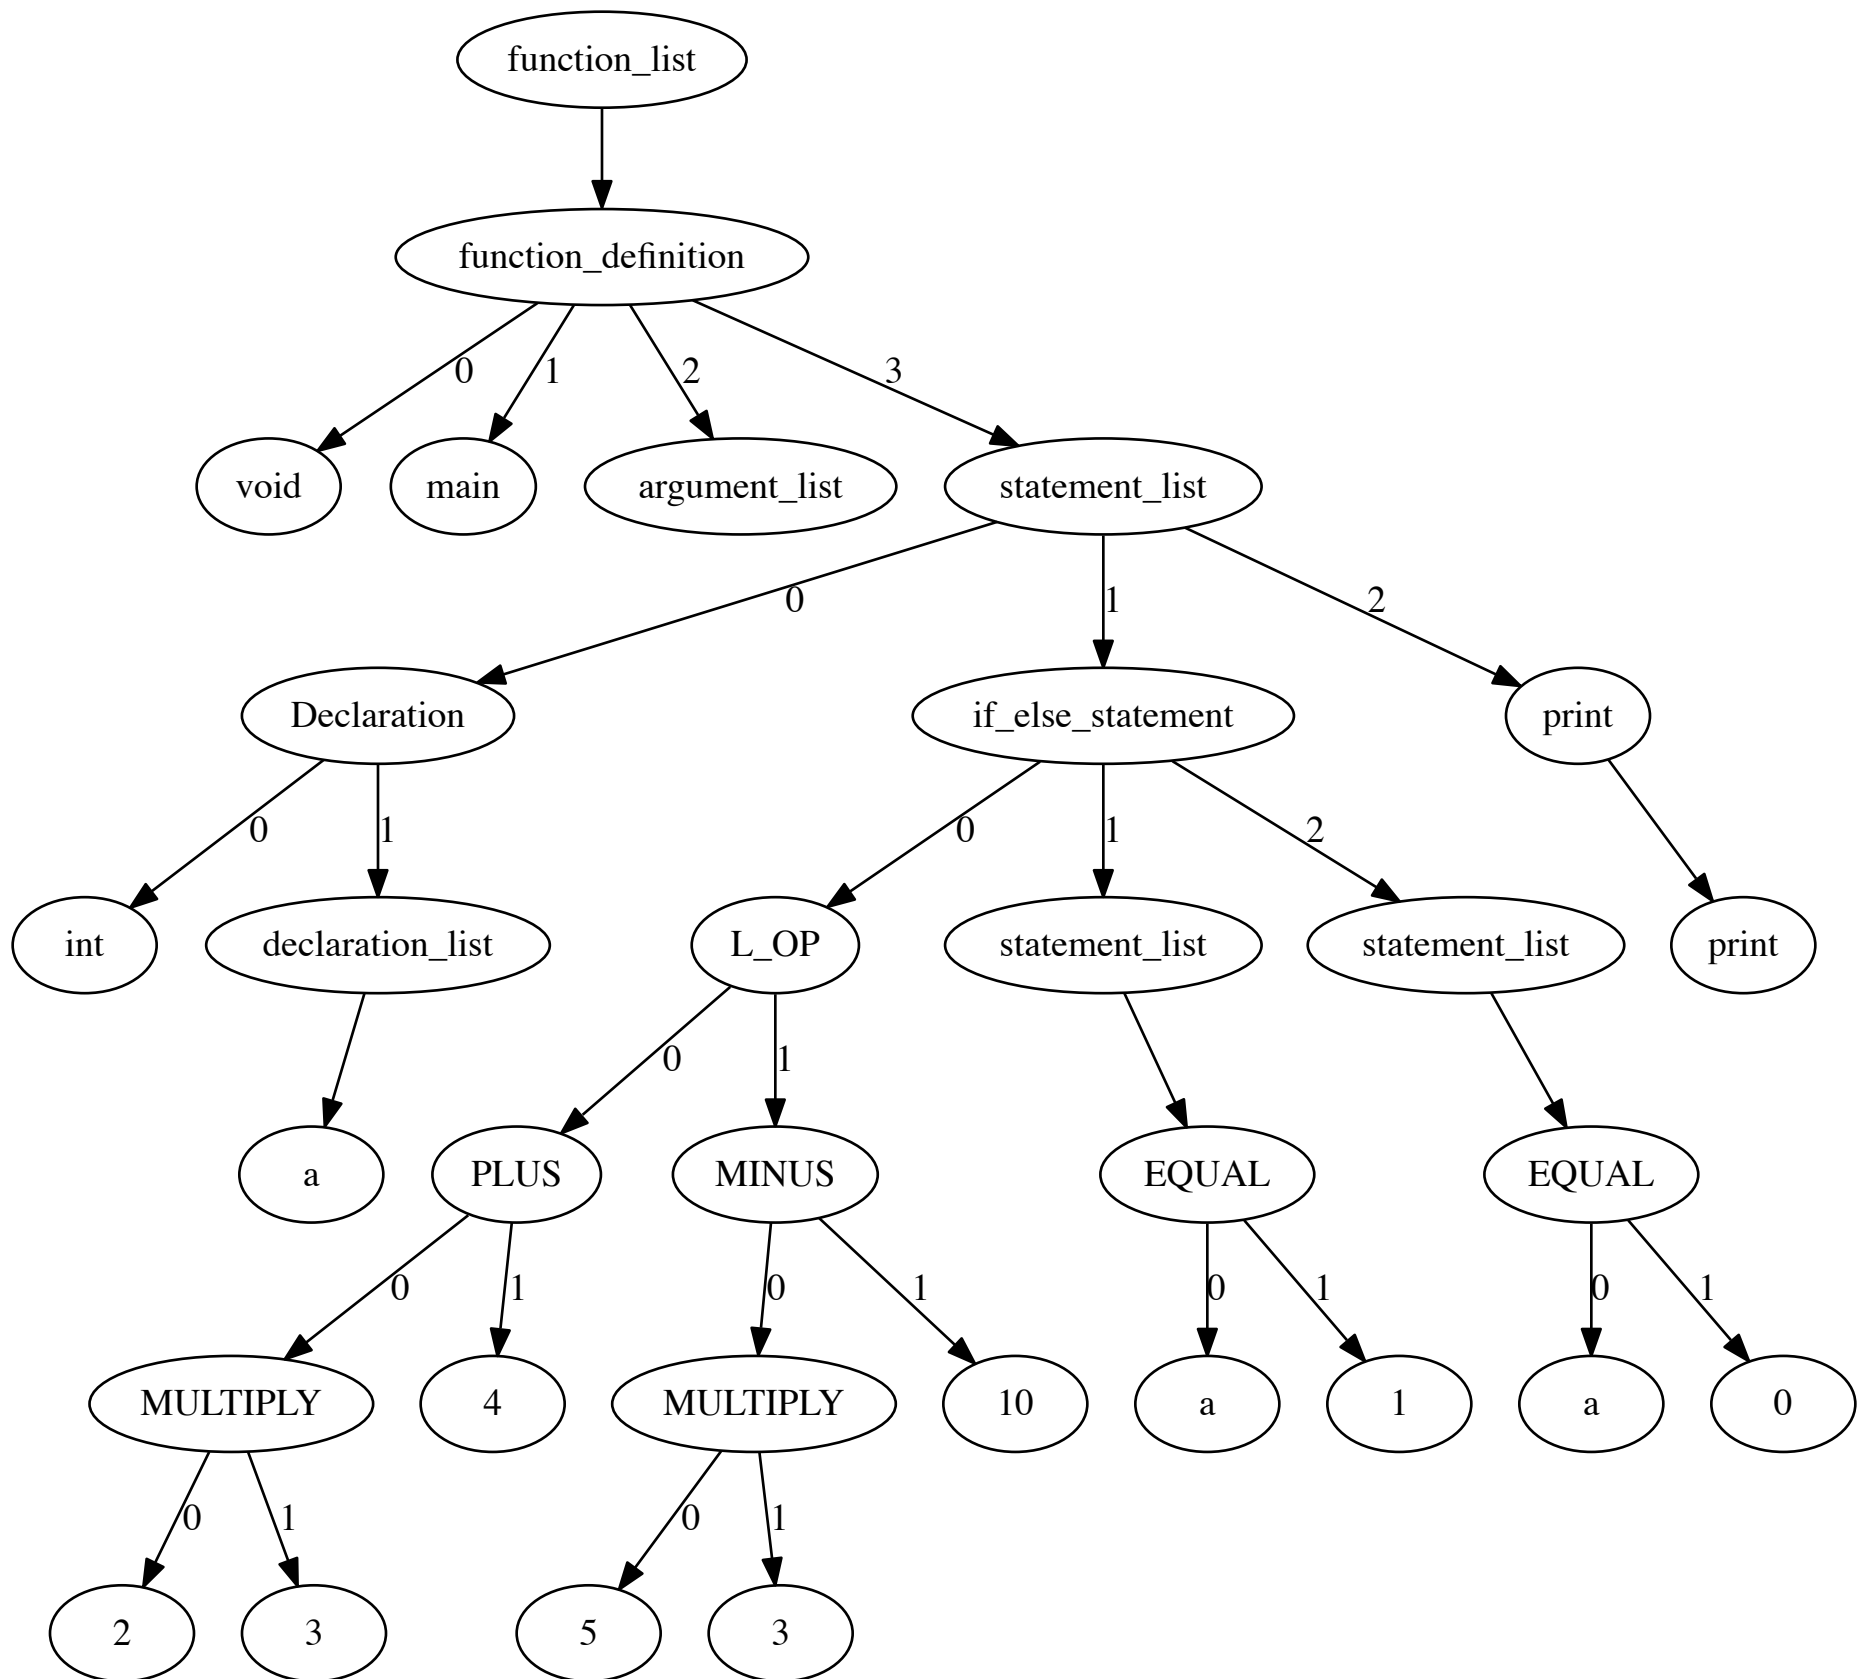 function_list
function_definition
0 1 2 3
void main argument_list statement_list
0 1 2
Declaration if_else_statement print
0 1 0 1 2
int declaration_list L_OP statement_list statement_list print
0 1
a PLUS MINUS EQUAL EQUAL
0 1 0 1 0 1 0 1
MULTIPLY 4 MULTIPLY 10 a 1 a 0
0 1 0 1
2 3 5 3